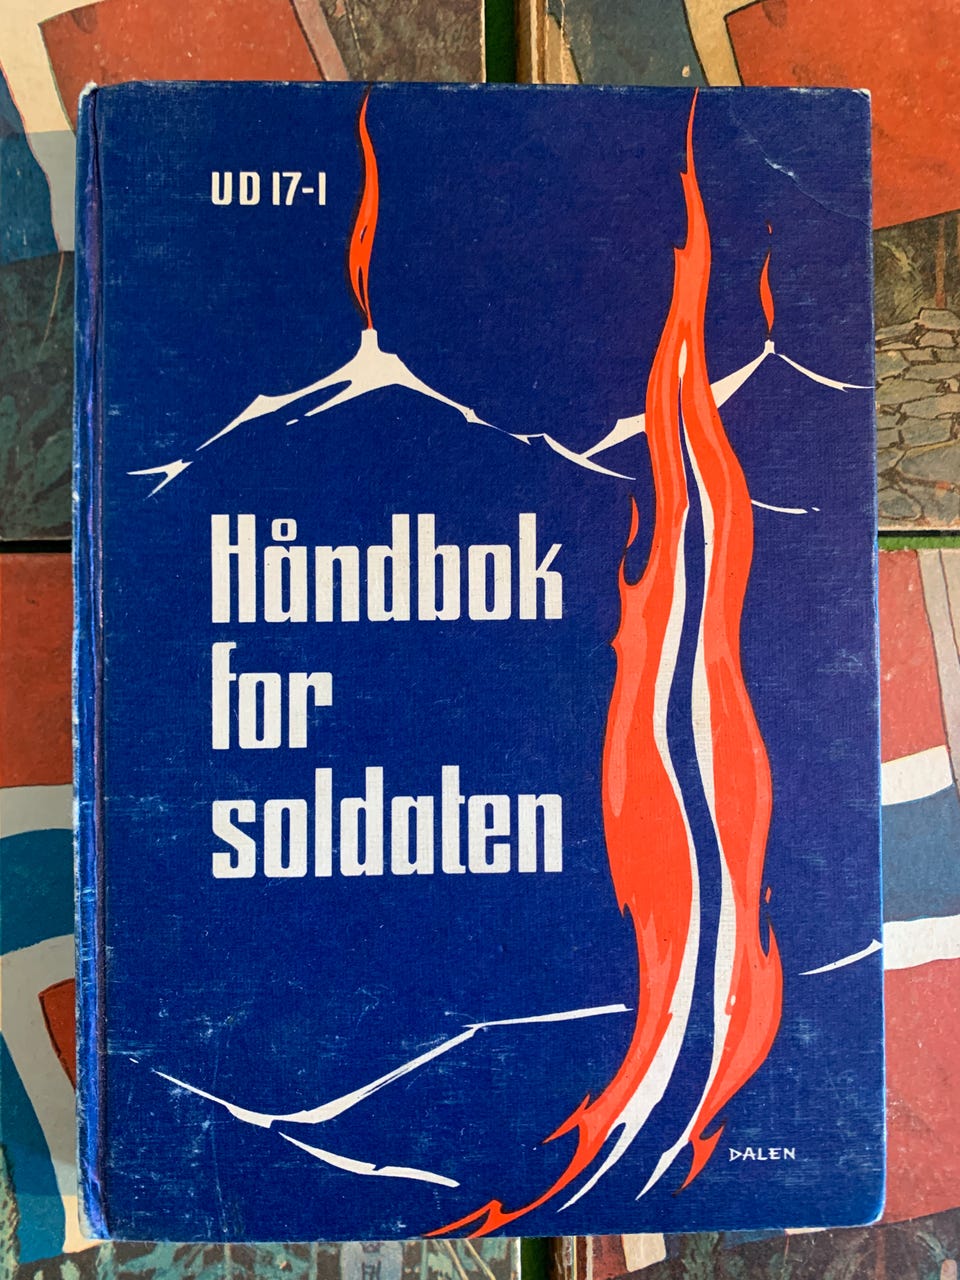 UD 17-1
Håndbok
for
soldaten
DALEN